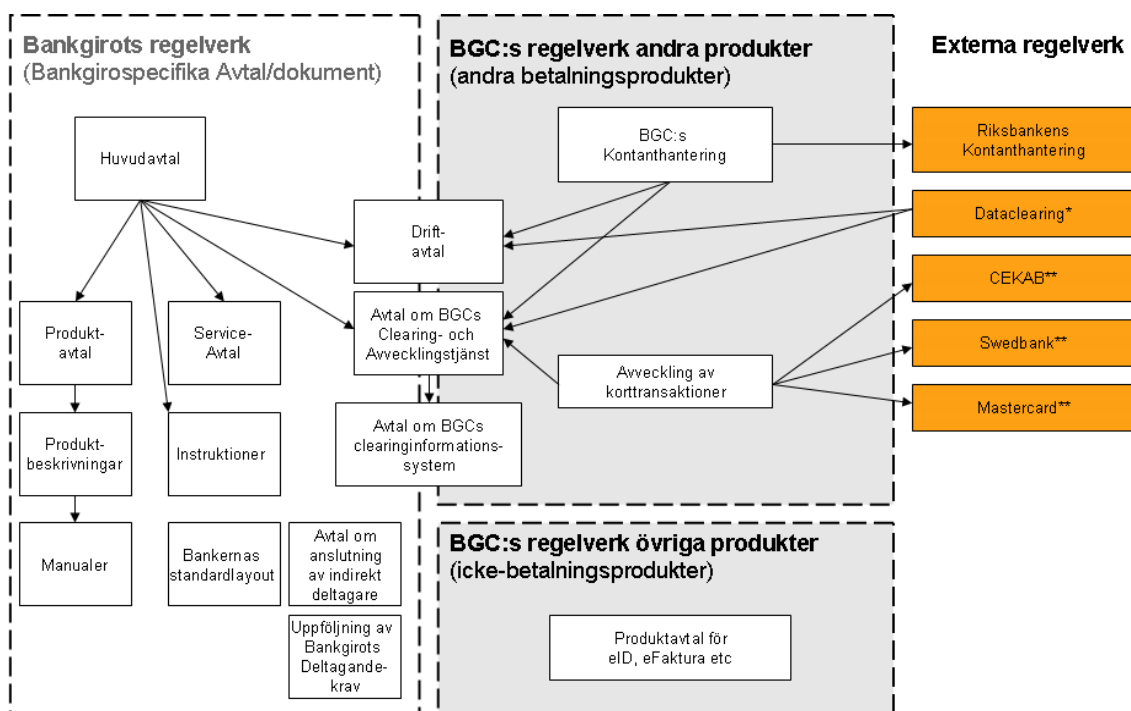 Bankgirots regelverk
(Bankgirospecifika Avtal/dokument)
Huvudavtal
Drift-
avtal
Produkt-
avtal
Service-
Avtal
Avtal om BGCs
Clearing- och
Avvecklingstjänst
Produkt-
beskrivningar
Instruktioner
Avtal om BGCs
clearinginformations-
system
Manualer
Bankernas
standardlayout
Avtal om
anslutning
av indirekt
deltagare
Uppföljning av
Bankgirots
Deltagande-
krav
BGC:s regelverk andra produkter
(andra betalningsprodukter)
BGC:s
Kontanthantering
Avveckling av
korttransaktioner
BGC:s regelverk övriga produkter
(icke-betalningsprodukter)
Produktavtal för
eID, eFaktura etc
Externa regelverk
Riksbankens
Kontanthantering
Dataclearing*
CEKAB**
Swedbank**
Mastercard**